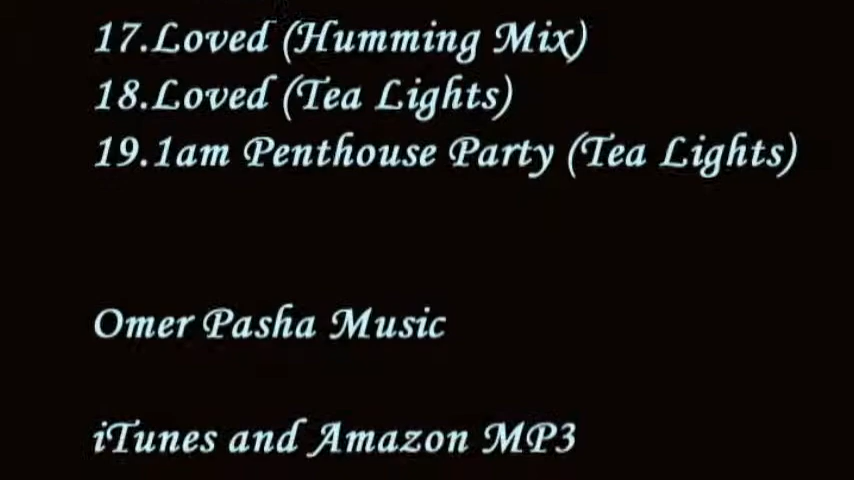 17.Loved (Humming Mix)
18.Loved (Tea Lights)
19.1am Penthouse Party (Tea Lights)
Omer Pasha Music
iTunes and Amazon MP3